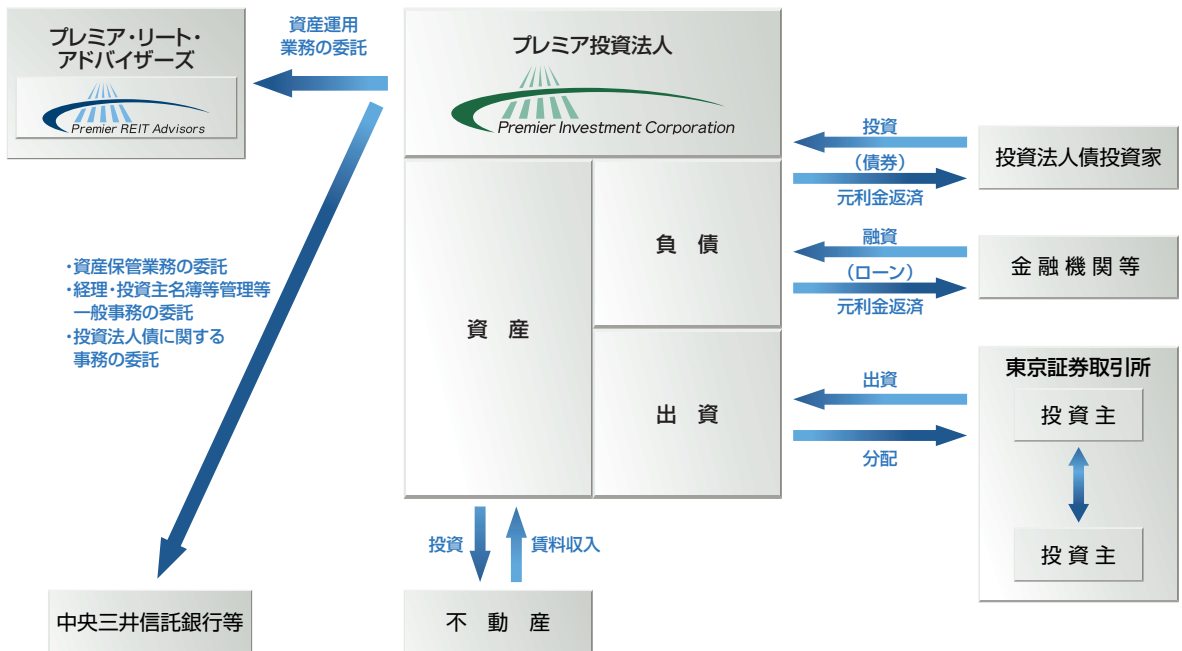 プレミア・リート・
アドバイザーズ
Premier REIT Advisors
資産運用
業務の委託
プレミア投資法人
Premier Investment Corporation
資 産
負 債
出 資
投資
(債券)
元利金返済
投資法人債投資家
融資
(ローン)
元利金返済
金融機関等
出資
分配
東京証券取引所
投資主
投資主
・資産保管業務の委託
・経理・投資主名簿等管理等
一般事務の委託
・投資法人債に関する
事務の委託
投資
賃料収入
中央三井信託銀行等
不 動 産